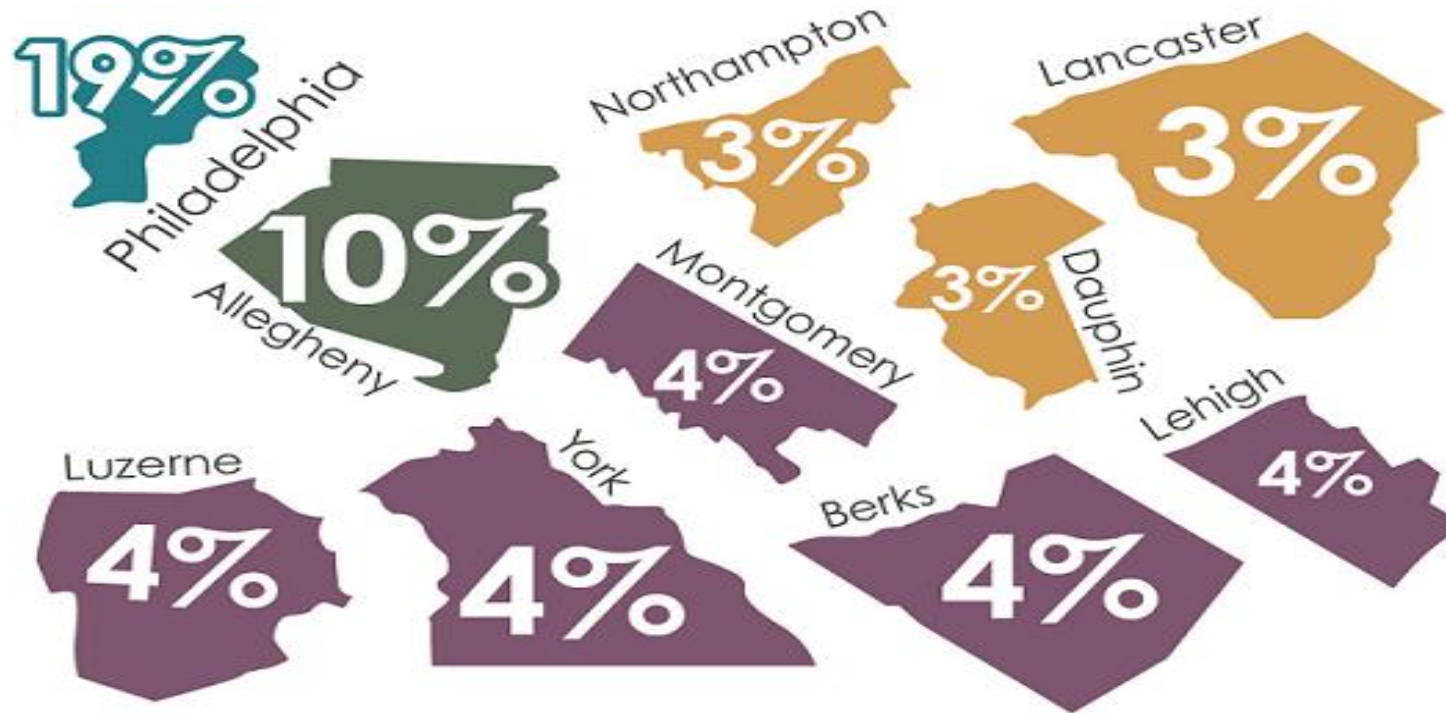 19%
Philadelphia
10%
Allegheny
Northampton
3%
Lancaster
3%
Dauphin
3%
Montgomery
4%
Lehigh
4%
Luzerne
4%
York
4%
Berks
4%